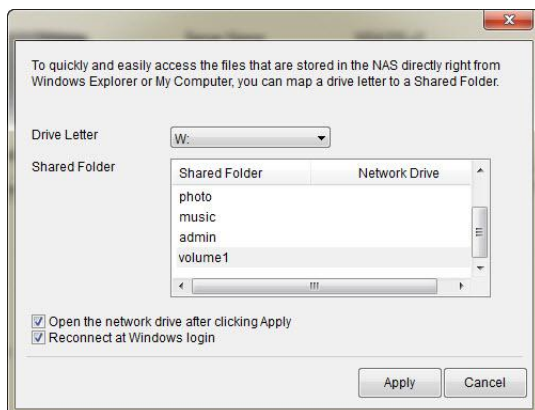 To quickly and easily access the files that are stored in the NAS directly right from
Windows Explorer or My Computer, you can map a drive letter to a Shared Folder.
Drive Letter
W:
Shared Folder
Shared Folder Network Drive
photo
music
admin
volume1
Open the network drive after clicking Apply
Reconnect at Windows login
Apply Cancel